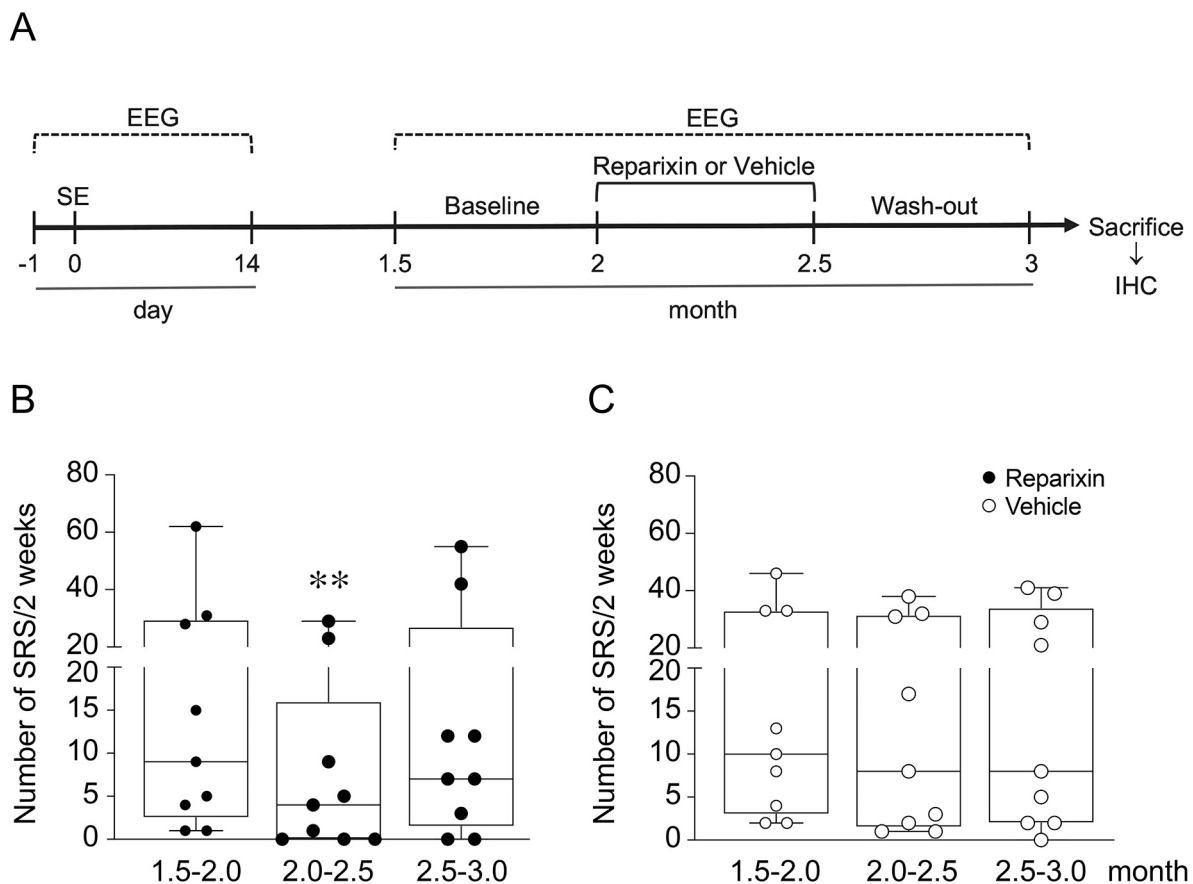 A
EEG EEG
Reparixin or Vehicle
SE Baseline Wash-out
Sacrifice
-1 0 14 1.5 2 2.5 3
IHC
day month
B
Number of SRS/2 weeks
80
60
40
20
20
15
10
5
0
**
1.5-2.0 2.0-2.5 2.5-3.0
C
Number of SRS/2 weeks
80
60
40
20
20
15
10
5
0
Reparixin
Vehicle
1.5-2.0 2.0-2.5 2.5-3.0 month